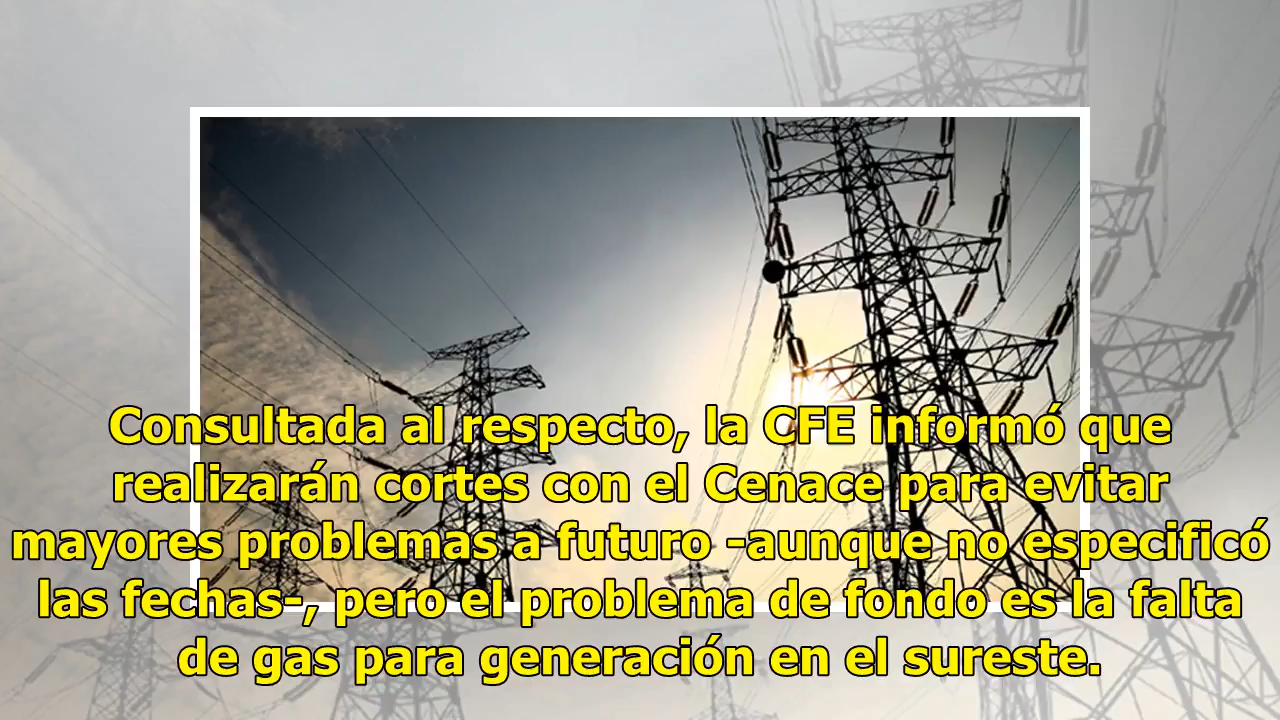 Consultada al respecto, la CFE informó que
realizarán cortes con el Cenace para evitar
mayores problemas a futuro -aunque no especificó
las fechas-, pero el problema de fondo es la falta
de gas para generación en el sureste.